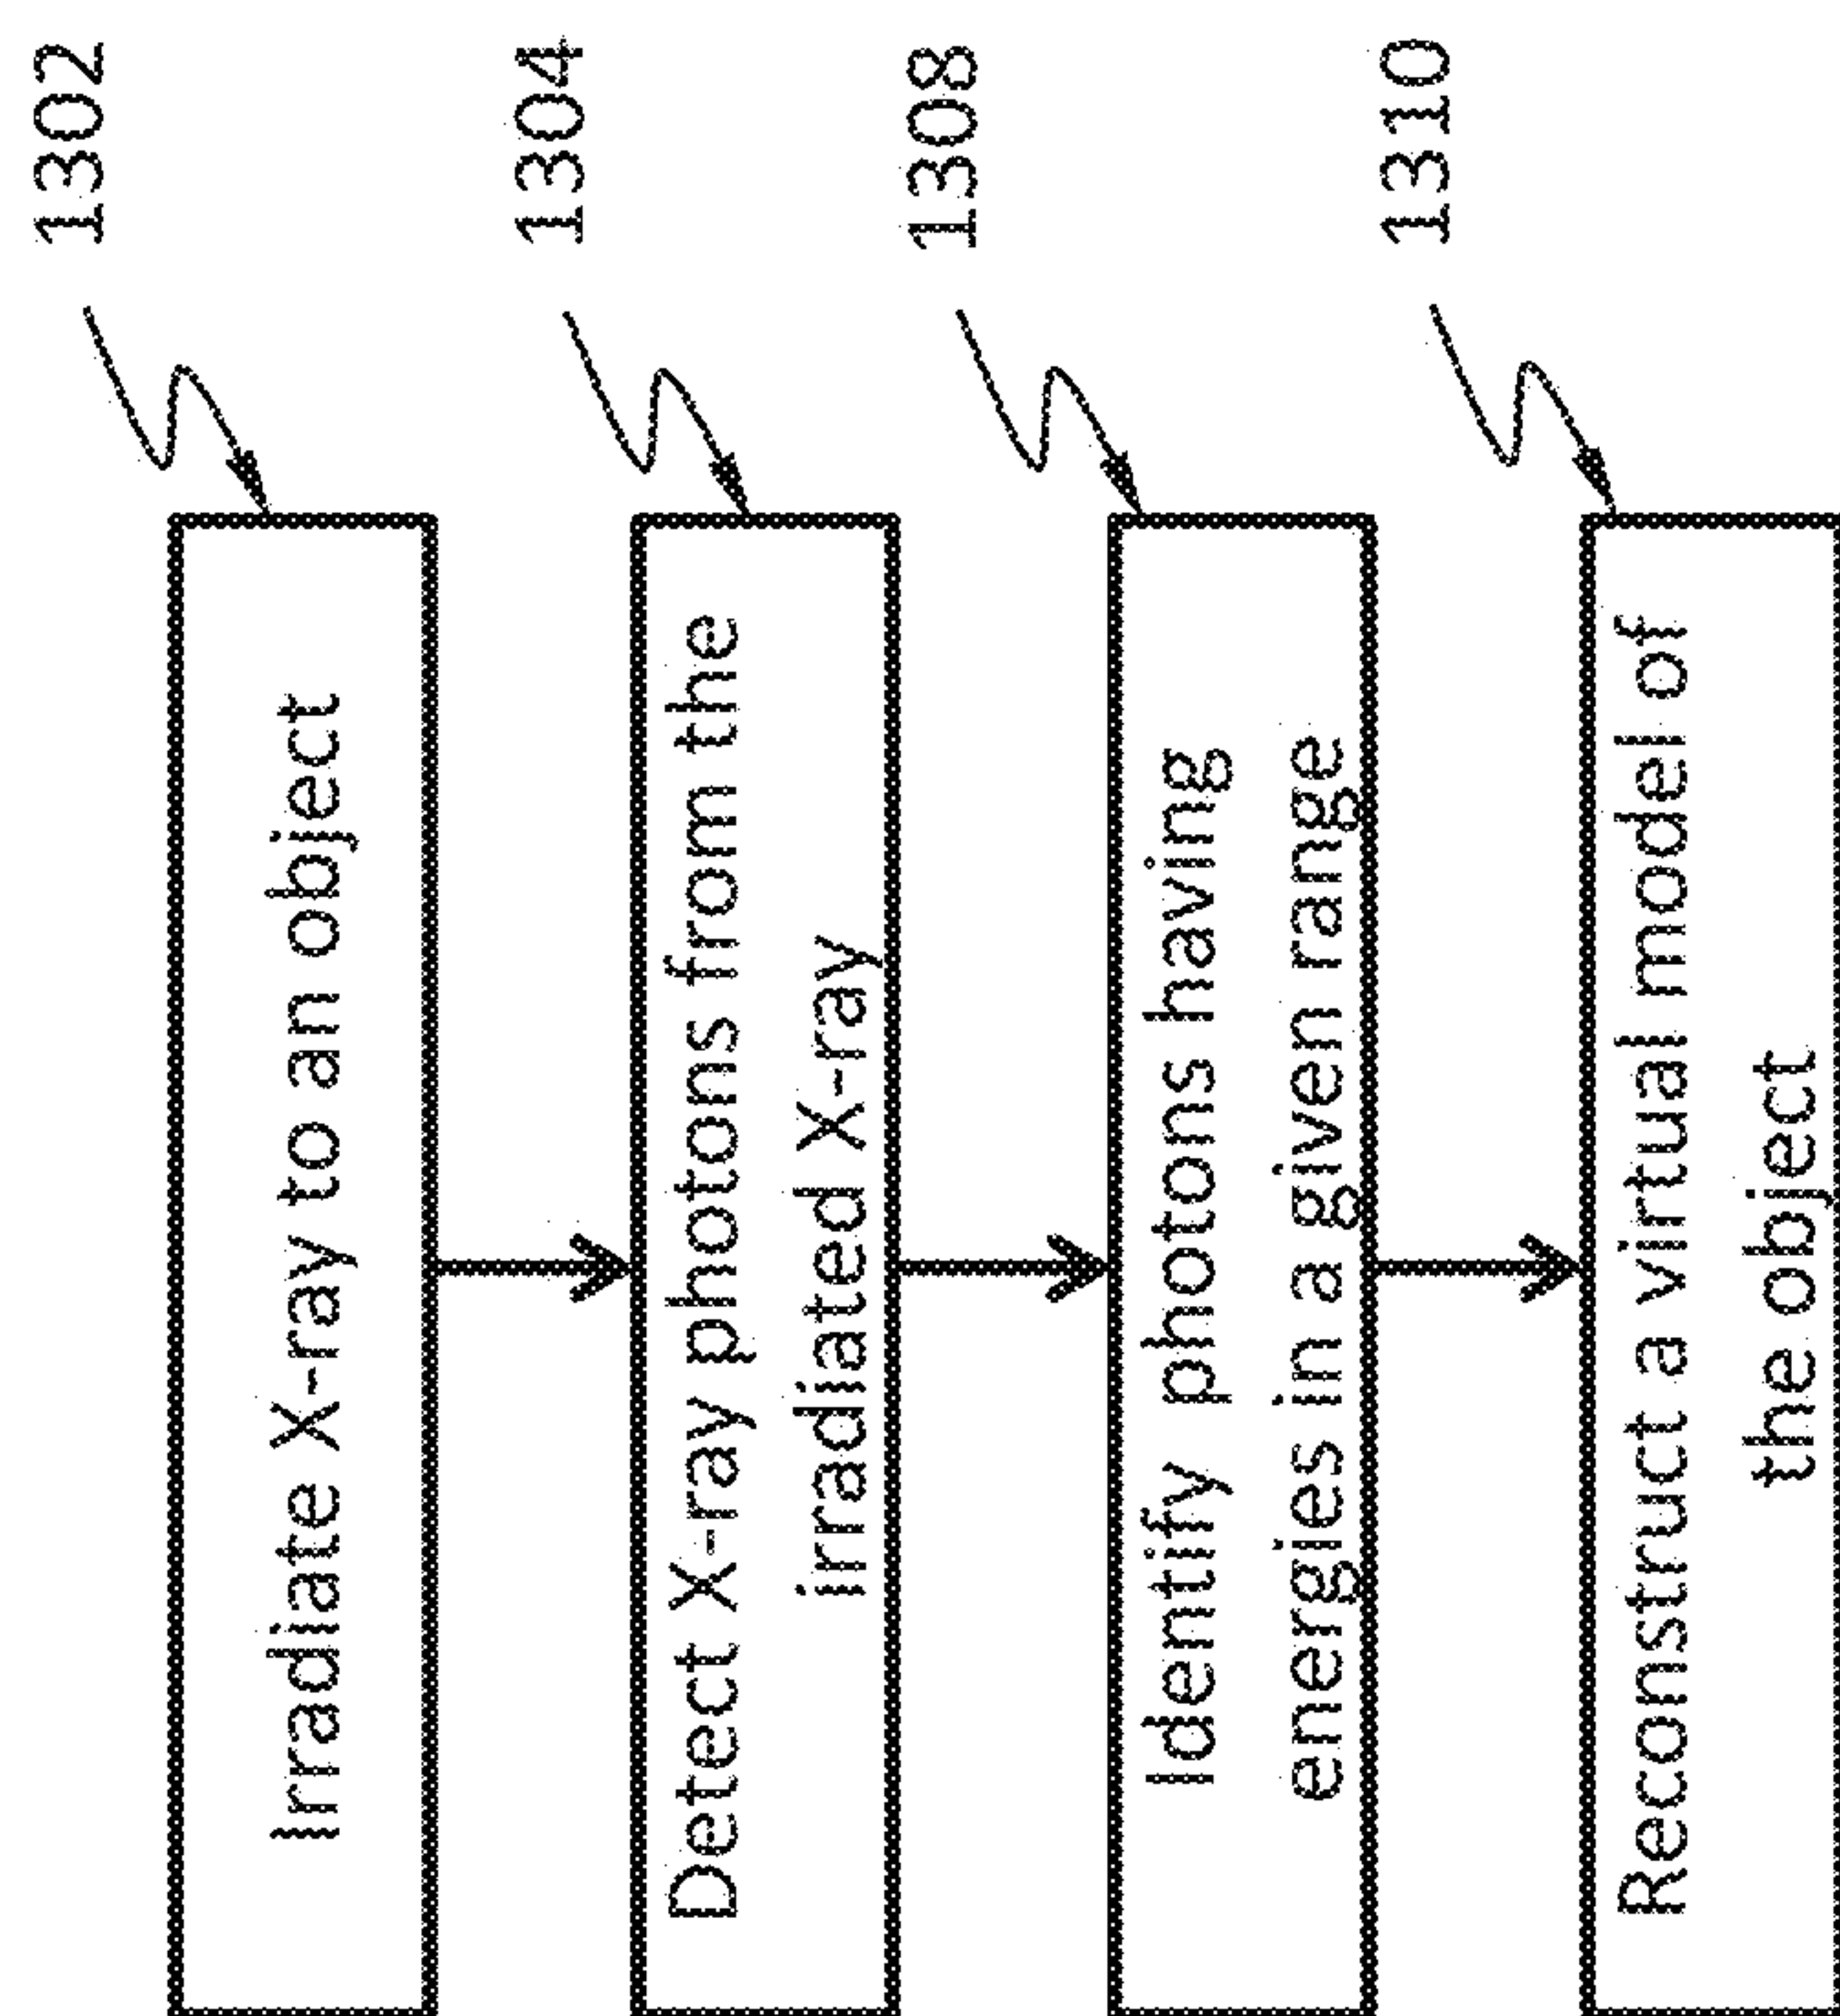 Irradiate X-ray to an object
1302
Detect X-ray photons from the
irradiated X-ray
1304
Identify photons having
energies in a given range
1308
Reconstruct a virtual model of
the object
1310